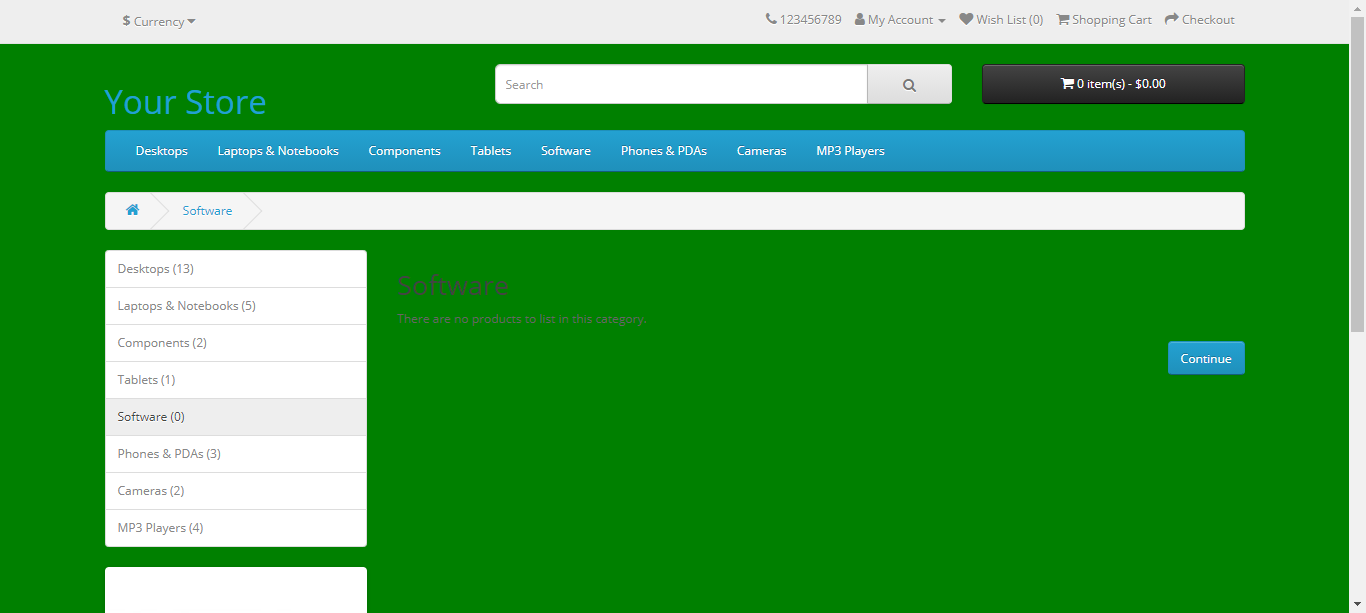 $ Currency
123456789 My Account Wish List (0) Shopping Cart Checkout
Your Store
Search
0 item(s) - $0.00
Desktops Laptops & Notebooks Components Tablets Software Phones & PDAs Cameras MP3 Players
Software
Desktops (13)
Laptops & Notebooks (5)
Components (2)
Tablets (1)
Software (0)
Phones & PDAs (3)
Cameras (2)
MP3 Players (4)
Software
There are no products to list in this category.
Continue